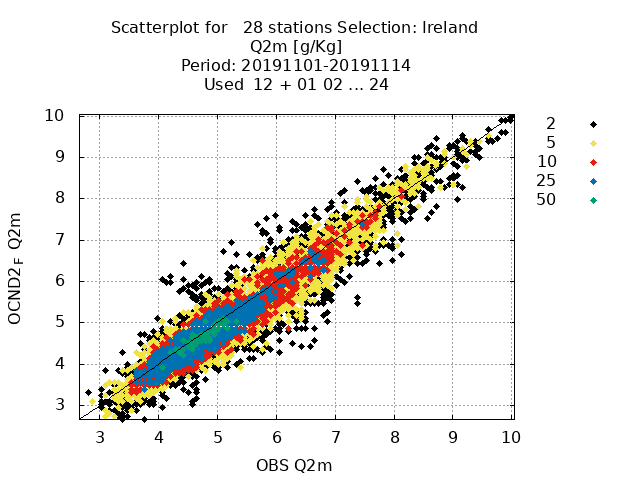 Scatterplot for   28 stations Selection: Ireland
Q2m [g/Kg]
Period: 20191101-20191114
Used  12 + 01 02 ... 24
10
9
8
7
6
5
4
3
3 4 5 6 7 8 9 10
OCND2F Q2m
OBS Q2m
2
5
10
25
50